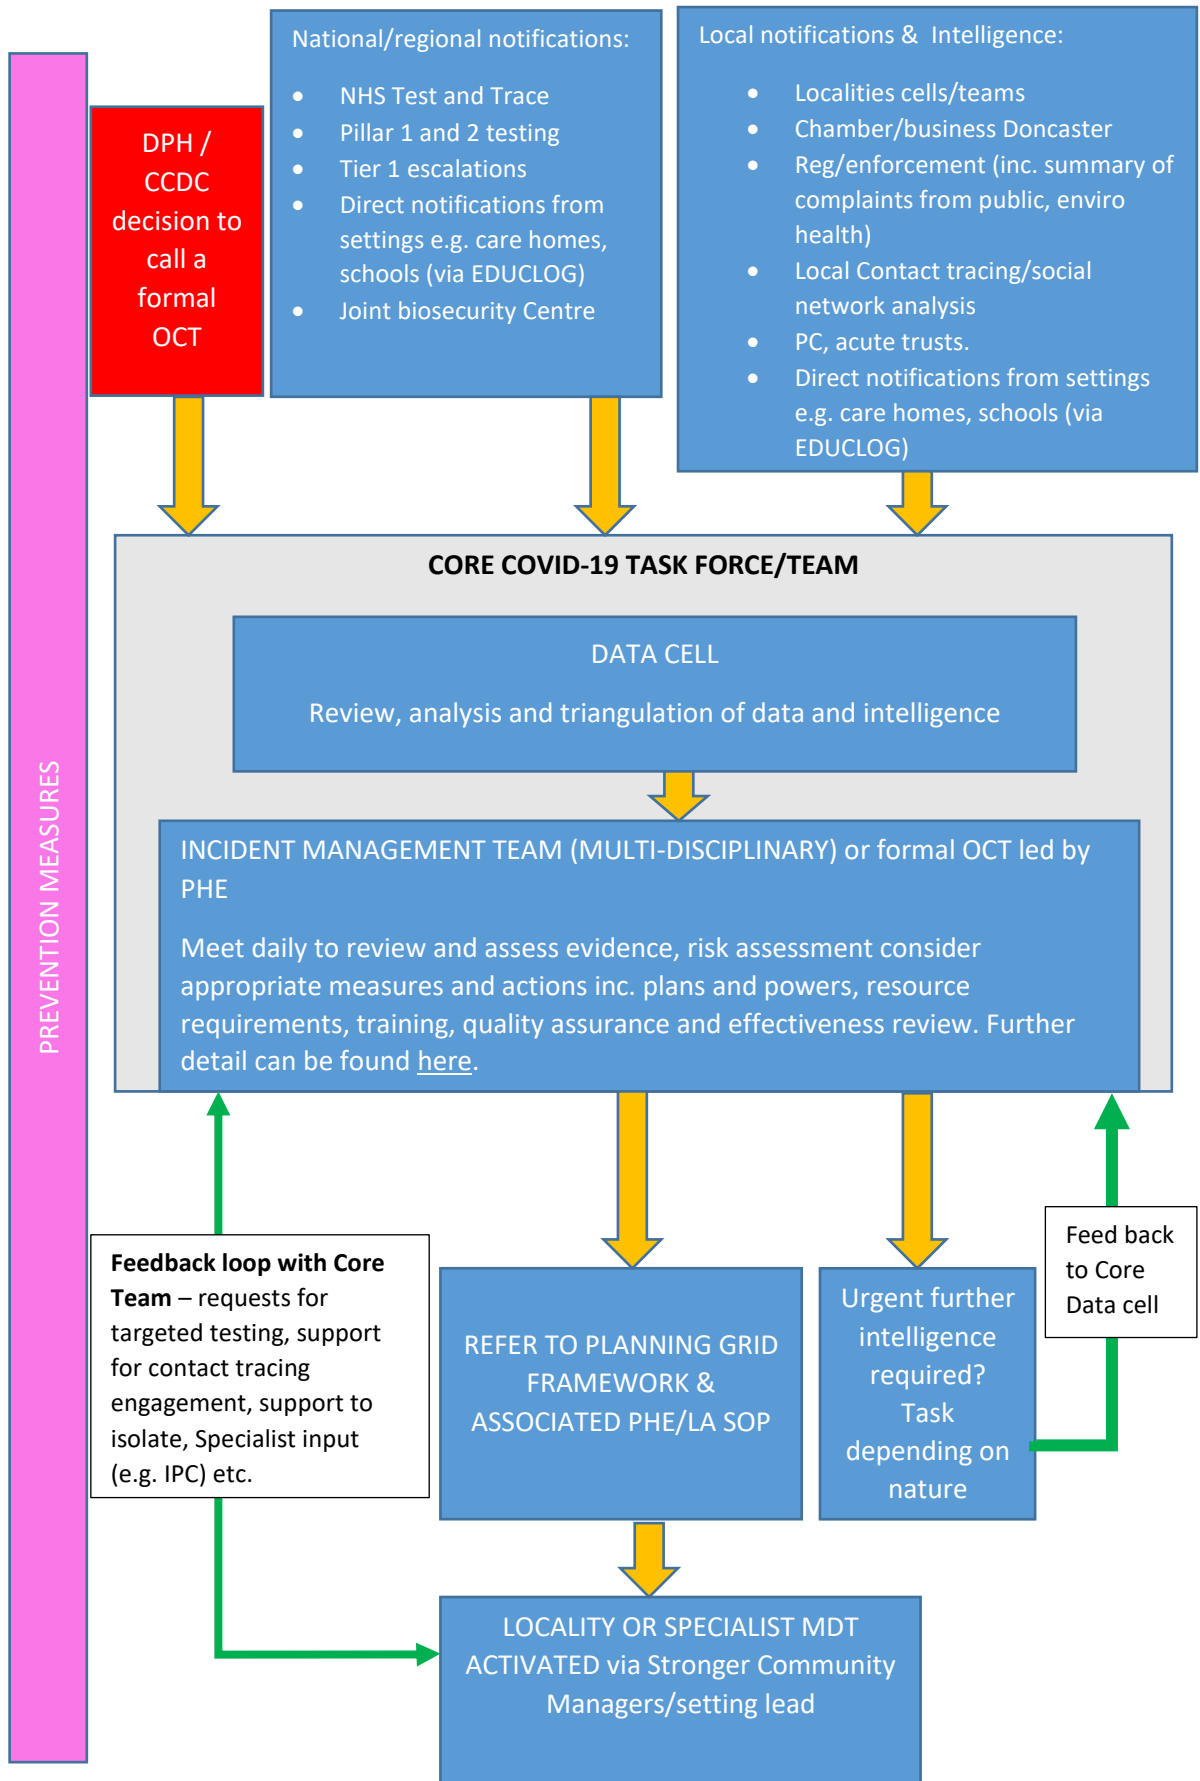 PREVENTION MEASURES
DPH /
CCDC
decision to
call a
formal
OCT
National/regional notifications:
• NHS Test and Trace
• Pillar 1 and 2 testing
• Tier 1 escalations
• Direct notifications from
settings e.g. care homes,
schools (via EDUCLOG)
• Joint biosecurity Centre
Local notifications & Intelligence:
• Localities cells/teams
• Chamber/business Doncaster
• Reg/enforcement (inc. summary of
complaints from public, enviro
health)
• Local Contact tracing/social
network analysis
• PC, acute trusts.
• Direct notifications from settings
e.g. care homes, schools (via
EDUCLOG)
CORE COVID-19 TASK FORCE/TEAM
DATA CELL
Review, analysis and triangulation of data and intelligence
INCIDENT MANAGEMENT TEAM (MULTI-DISCIPLINARY) or formal OCT led by
PHE
Meet daily to review and assess evidence, risk assessment consider
appropriate measures and actions inc. plans and powers, resource
requirements, training, quality assurance and effectiveness review. Further
detail can be found here.
Feedback loop with Core
Team – requests for
targeted testing, support
for contact tracing
engagement, support to
isolate, Specialist input
(e.g. IPC) etc.
REFER TO PLANNING GRID
FRAMEWORK &
ASSOCIATED PHE/LA SOP
Urgent further
intelligence
required?
Task
depending on
nature
Feed back
to Core
Data cell
LOCALITY OR SPECIALIST MDT
ACTIVATED via Stronger Community
Managers/setting lead